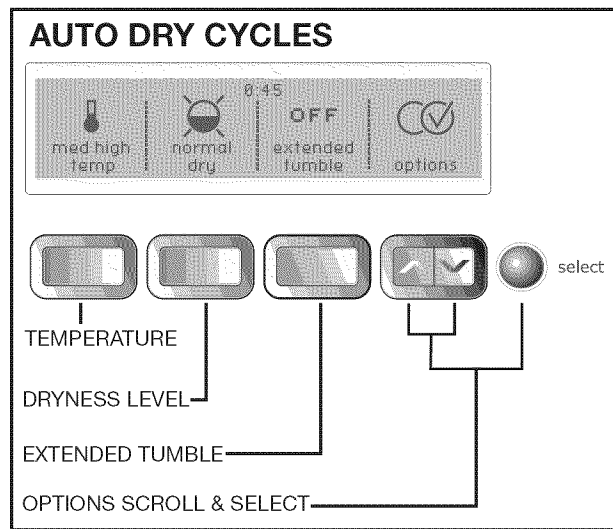 AUTO DRY CYCLES
0:45
OFF
med high temp
normal dry
extended tumble
options
select
TEMPERATURE
DRYNESS LEVEL
EXTENDED TUMBLE
OPTIONS SCROLL & SELECT